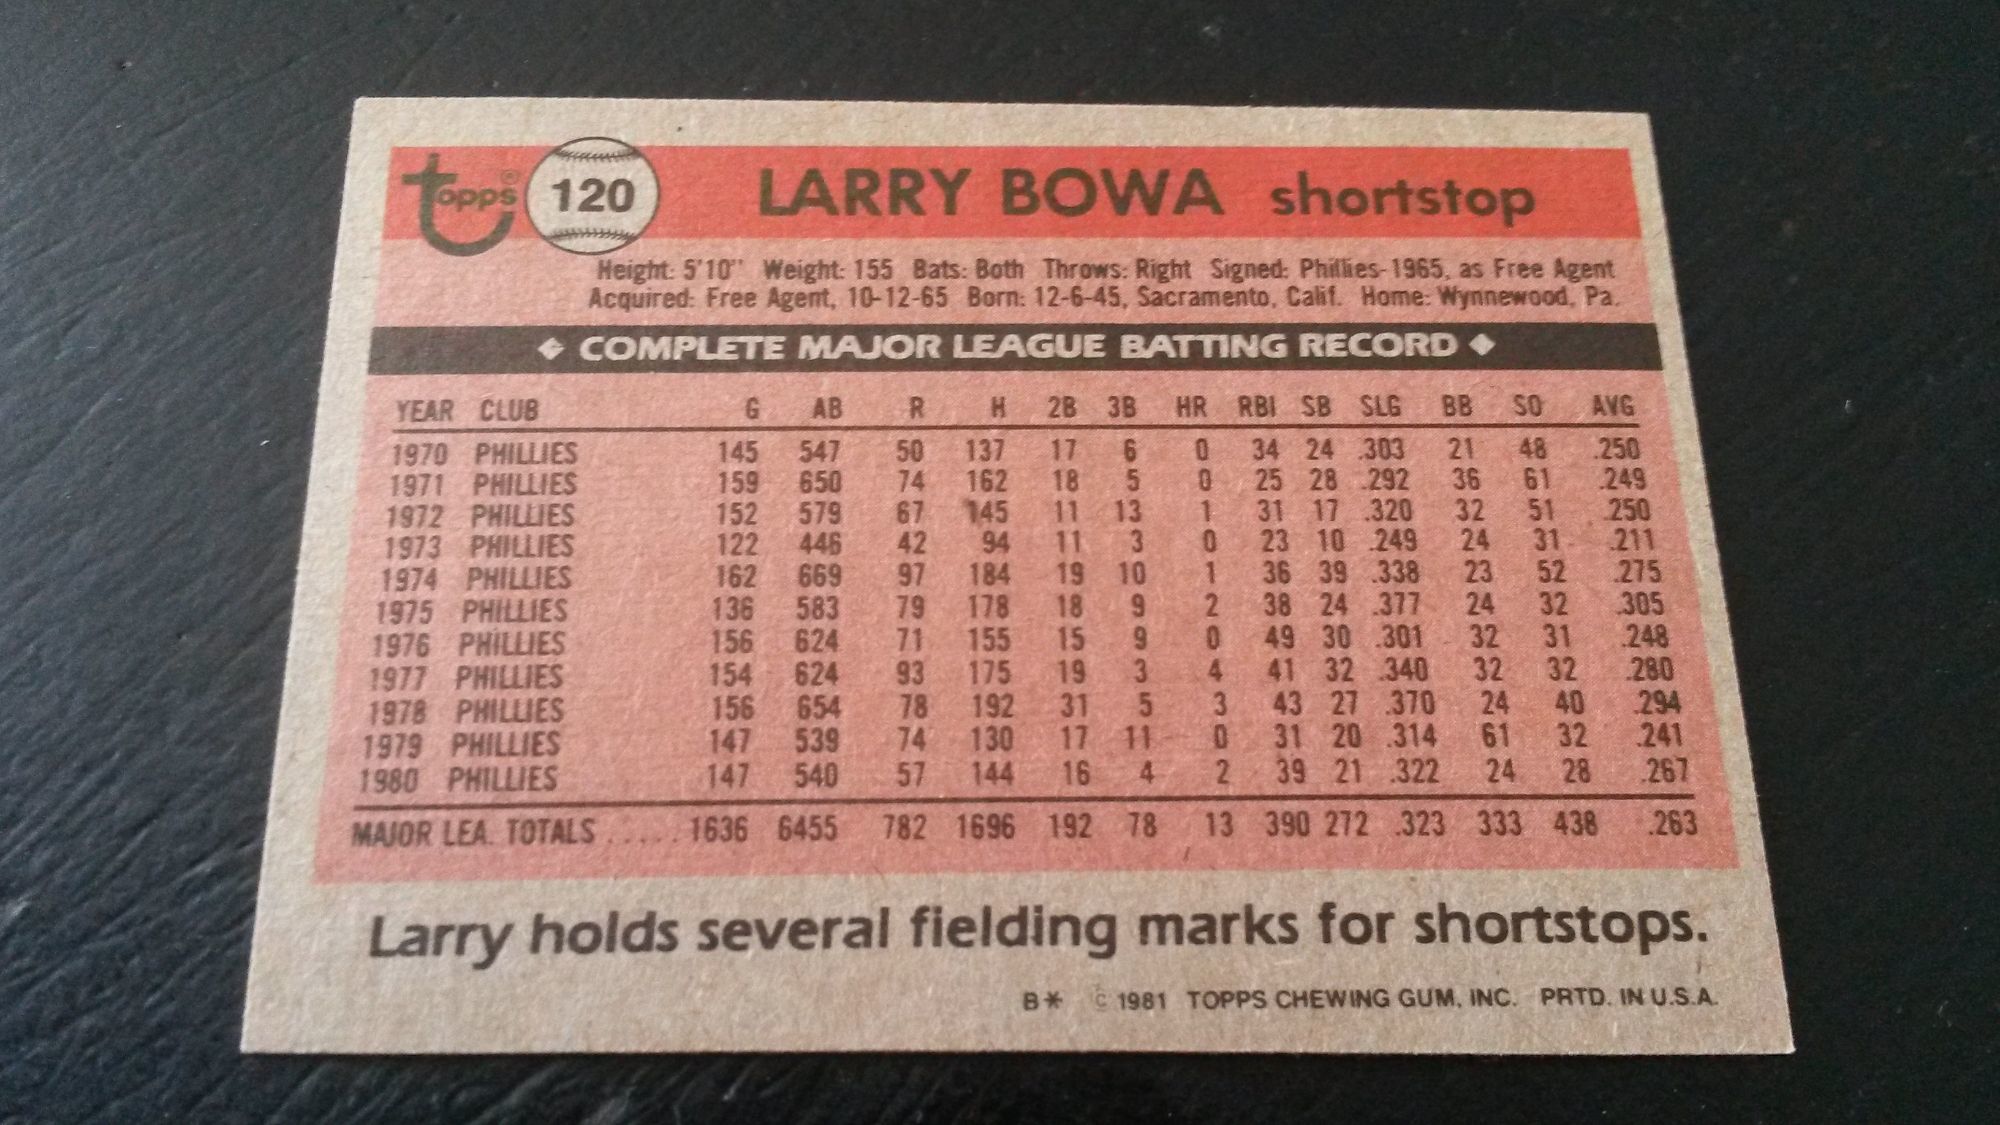 topps® 120 LARRY BOWA shortstop
Height: 5'10" Weight: 155 Bats: Both Throws: Right Signed: Phillies-1965, as Free Agent
Acquired: Free Agent, 10-12-65 Born: 12-6-45, Sacramento, Calif. Home: Wynnewood, Pa.
◆ COMPLETE MAJOR LEAGUE BATTING RECORD ◆
YEAR CLUB G AB R H 2B 3B HR RBI SB SLG BB SO AVG
1970 PHILLIES 145 547 50 137 17 6 0 34 24 .303 21 48 .250
1971 PHILLIES 159 650 74 162 18 5 0 25 28 .292 36 61 .249
1972 PHILLIES 152 579 67 145 11 13 1 31 17 .320 32 51 .250
1973 PHILLIES 122 446 42 94 11 3 0 23 10 .249 24 31 .211
1974 PHILLIES 162 669 97 184 19 10 1 36 39 .338 23 52 .275
1975 PHILLIES 136 583 79 178 18 9 2 38 24 .377 24 32 .305
1976 PHILLIES 156 624 71 155 15 9 0 49 30 .301 32 31 .248
1977 PHILLIES 154 624 93 175 19 3 4 41 32 .340 32 32 .280
1978 PHILLIES 156 654 78 192 31 5 3 43 27 .370 24 40 .294
1979 PHILLIES 147 539 74 130 17 11 0 31 20 .314 61 32 .241
1980 PHILLIES 147 540 57 144 16 4 2 39 21 .322 24 28 .267
MAJOR LEA. TOTALS ..... 1636 6455 782 1696 192 78 13 390 272 .323 333 438 .263
Larry holds several fielding marks for shortstops.
B* © 1981 TOPPS CHEWING GUM, INC. PRTD. IN U.S.A.